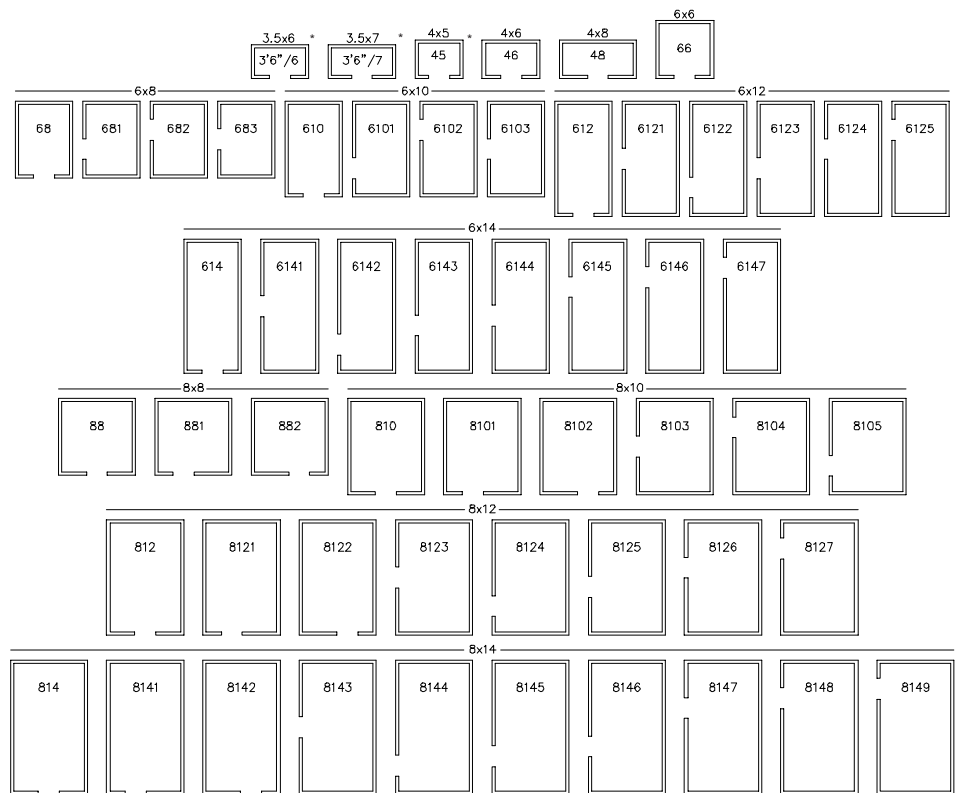 6x6
3.5x6 * 3.5x7 * 4x5 * 4x6 4x8
3'6"/6 3'6"/7 45 46 48 66
6x8 6x10 6x12
68 681 682 683 610 6101 6102 6103 612 6121 6122 6123 6124 6125
6x14
614 6141 6142 6143 6144 6145 6146 6147
8x8 8x10
88 881 882 810 8101 8102 8103 8104 8105
8x12
812 8121 8122 8123 8124 8125 8126 8127
8x14
814 8141 8142 8143 8144 8145 8146 8147 8148 8149